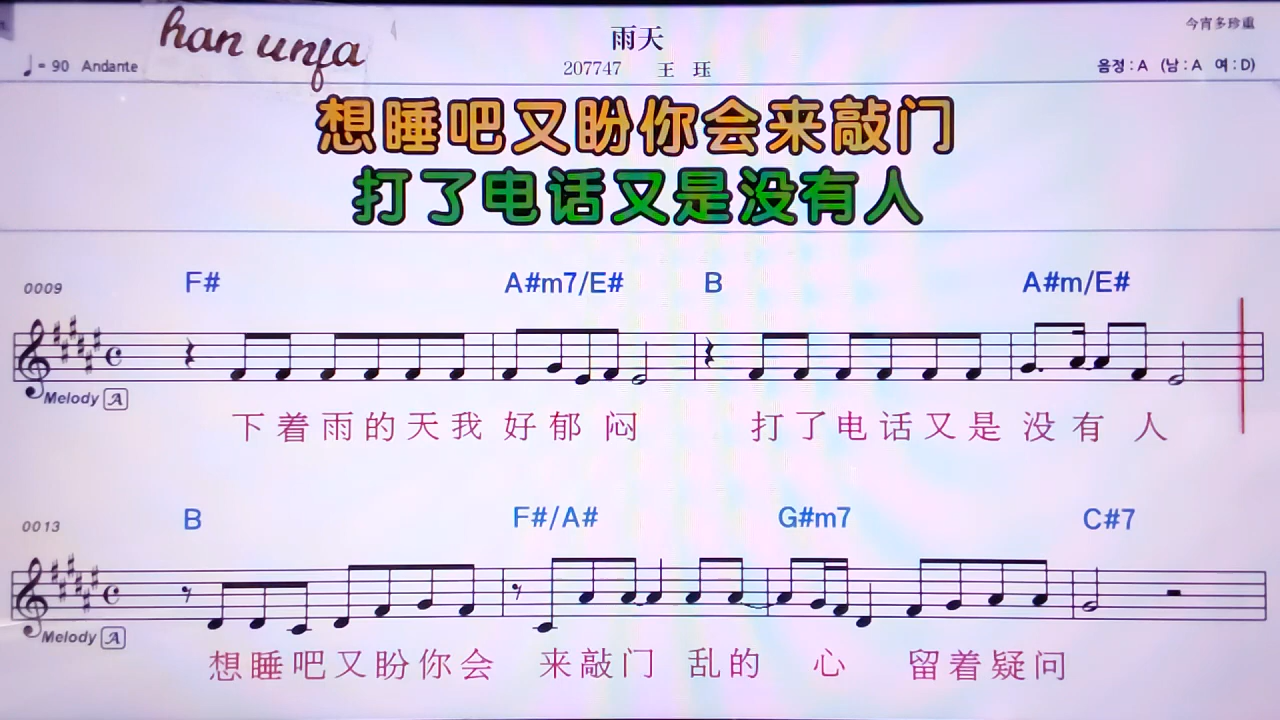 han unfa
雨天
今宵多珍重
♩= 90 Andante
207747 王 珏
음정 : A (남 : A 여 : D)
想睡吧又盼你会来敲门
打了电话又是没有人
0009 F# A#m7/E# B A#m/E#
Melody A
下着雨的天我好郁闷 打了电话又是没有人
0013 B F#/A# G#m7 C#7
Melody A
想睡吧又盼你会 来敲门 乱的 心 留着疑问